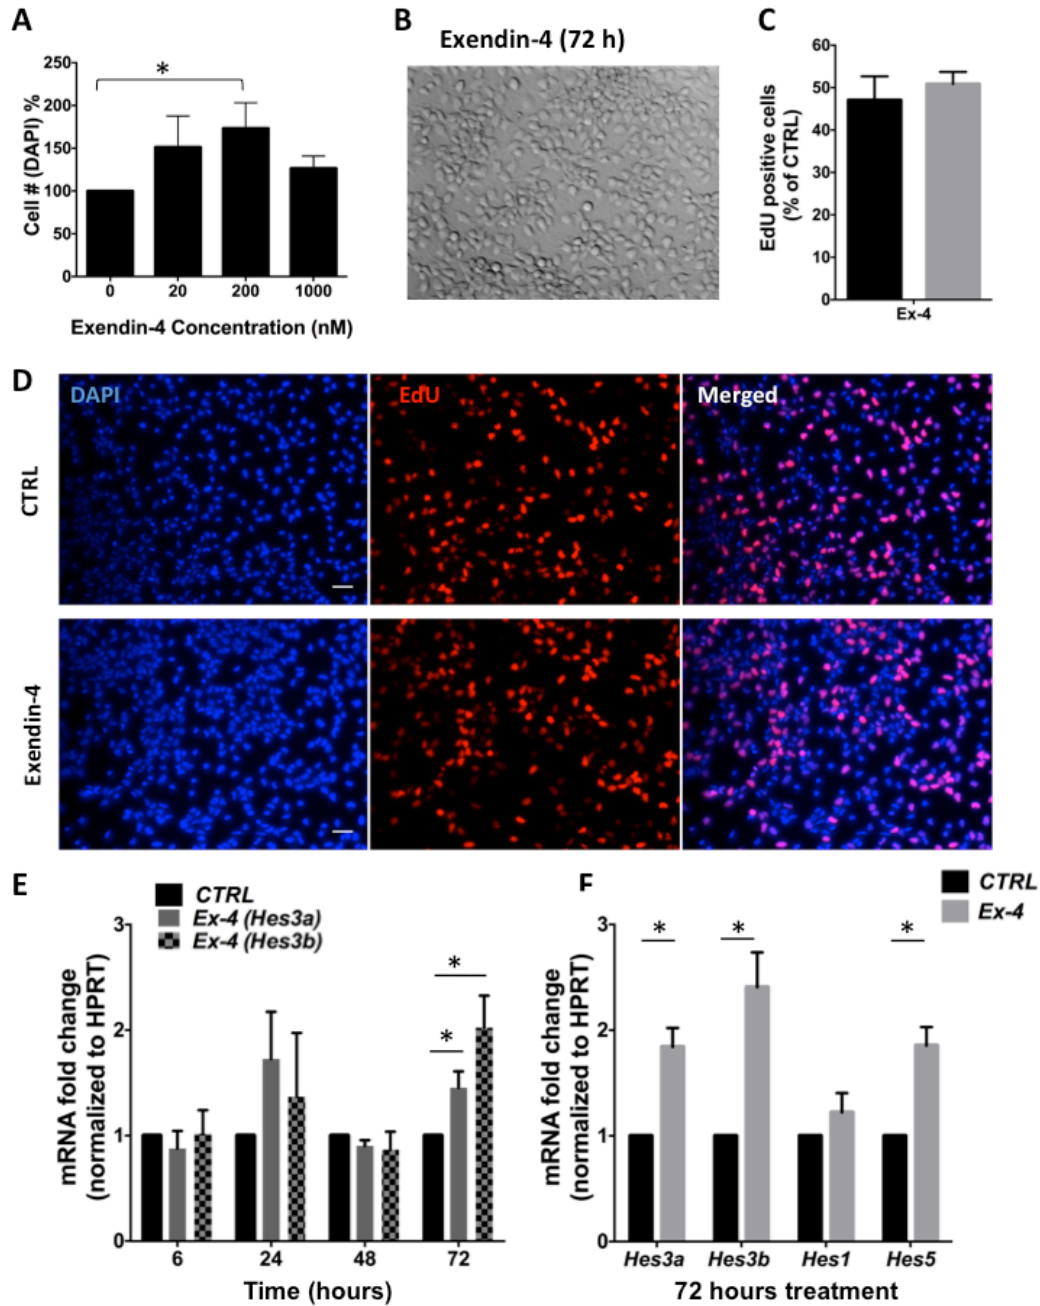 A
Cell # (DAPI) %
250
200
150
100
50
0
*
0 20 200 1000
Exendin-4 Concentration (nM)
B
Exendin-4 (72 h)
C
EdU positive cells
(% of CTRL)
60
50
40
30
20
10
0
Ex-4
D
DAPI EdU Merged
CTRL
Exendin-4
E
CTRL
Ex-4 (Hes3a)
Ex-4 (Hes3b)
mRNA fold change
(normalized to HPRT)
3
2
1
0
*
*
6 24 48 72
Time (hours)
F
CTRL
Ex-4
mRNA fold change
(normalized to HPRT)
3
2
1
0
* * *
Hes3a Hes3b Hes1 Hes5
72 hours treatment